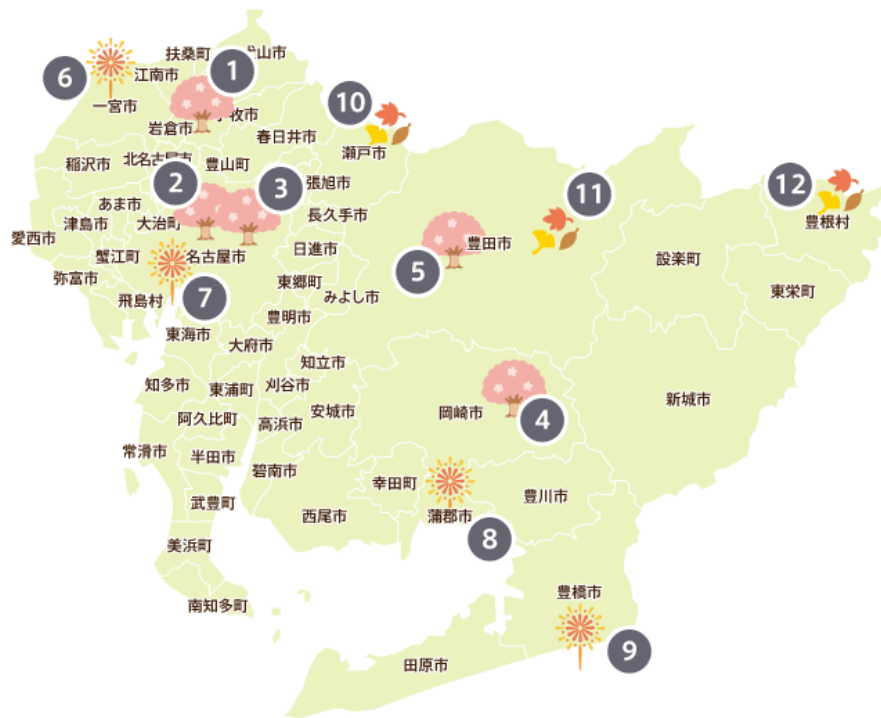 扶桑町
山市
1
6
江南市
一宮市
牧市
10
岩倉市
春日井市
瀬戸市
稲沢市
北名古屋市
豊山町
2
3
尾張旭市
12
11
あま市
津島市
大治町
長久手市
豊根村
愛西市
豊田市
蟹江町
名古屋市
日進市
設楽町
弥富市
5
東郷町
飛島村
7
みよし市
東栄町
豊明市
東海市
大府市
知立市
知多市
東浦町
刈谷市
新城市
阿久比町
高浜市
安城市
岡崎市
4
常滑市
半田市
碧南市
幸田町
武豊町
西尾市
蒲郡市
豊川市
8
美浜町
豊橋市
南知多町
9
田原市